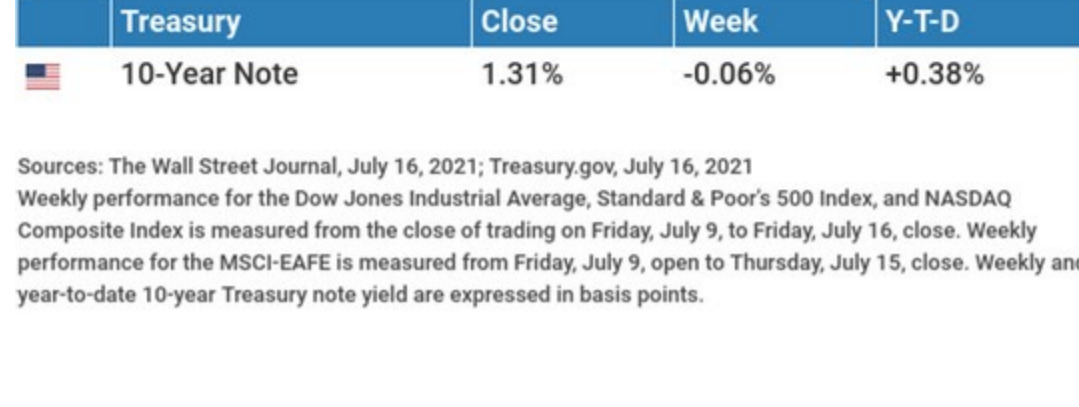 Treasury Close Week Y-T-D
10-Year Note 1.31% -0.06% +0.38%
Sources: The Wall Street Journal, July 16, 2021; Treasury.gov, July 16, 2021
Weekly performance for the Dow Jones Industrial Average, Standard & Poor's 500 Index, and NASDAQ
Composite Index is measured from the close of trading on Friday, July 9, to Friday, July 16, close. Weekly
performance for the MSCI-EAFE is measured from Friday, July 9, open to Thursday, July 15, close. Weekly and
year-to-date 10-year Treasury note yield are expressed in basis points.